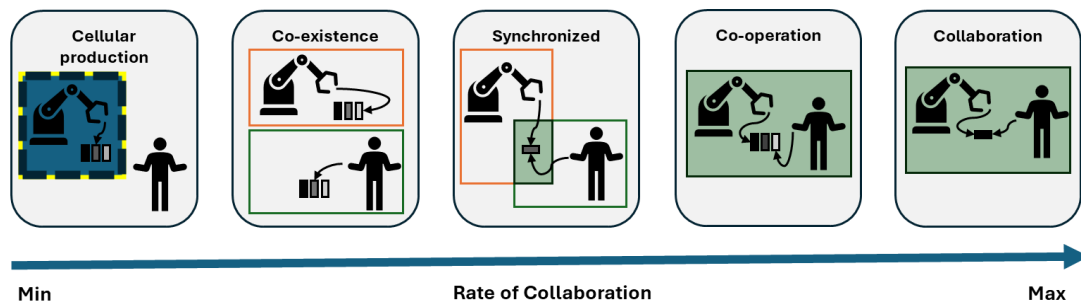 Cellular
production
Co-existence
Synchronized
Co-operation
Collaboration
Min
Rate of Collaboration
Max